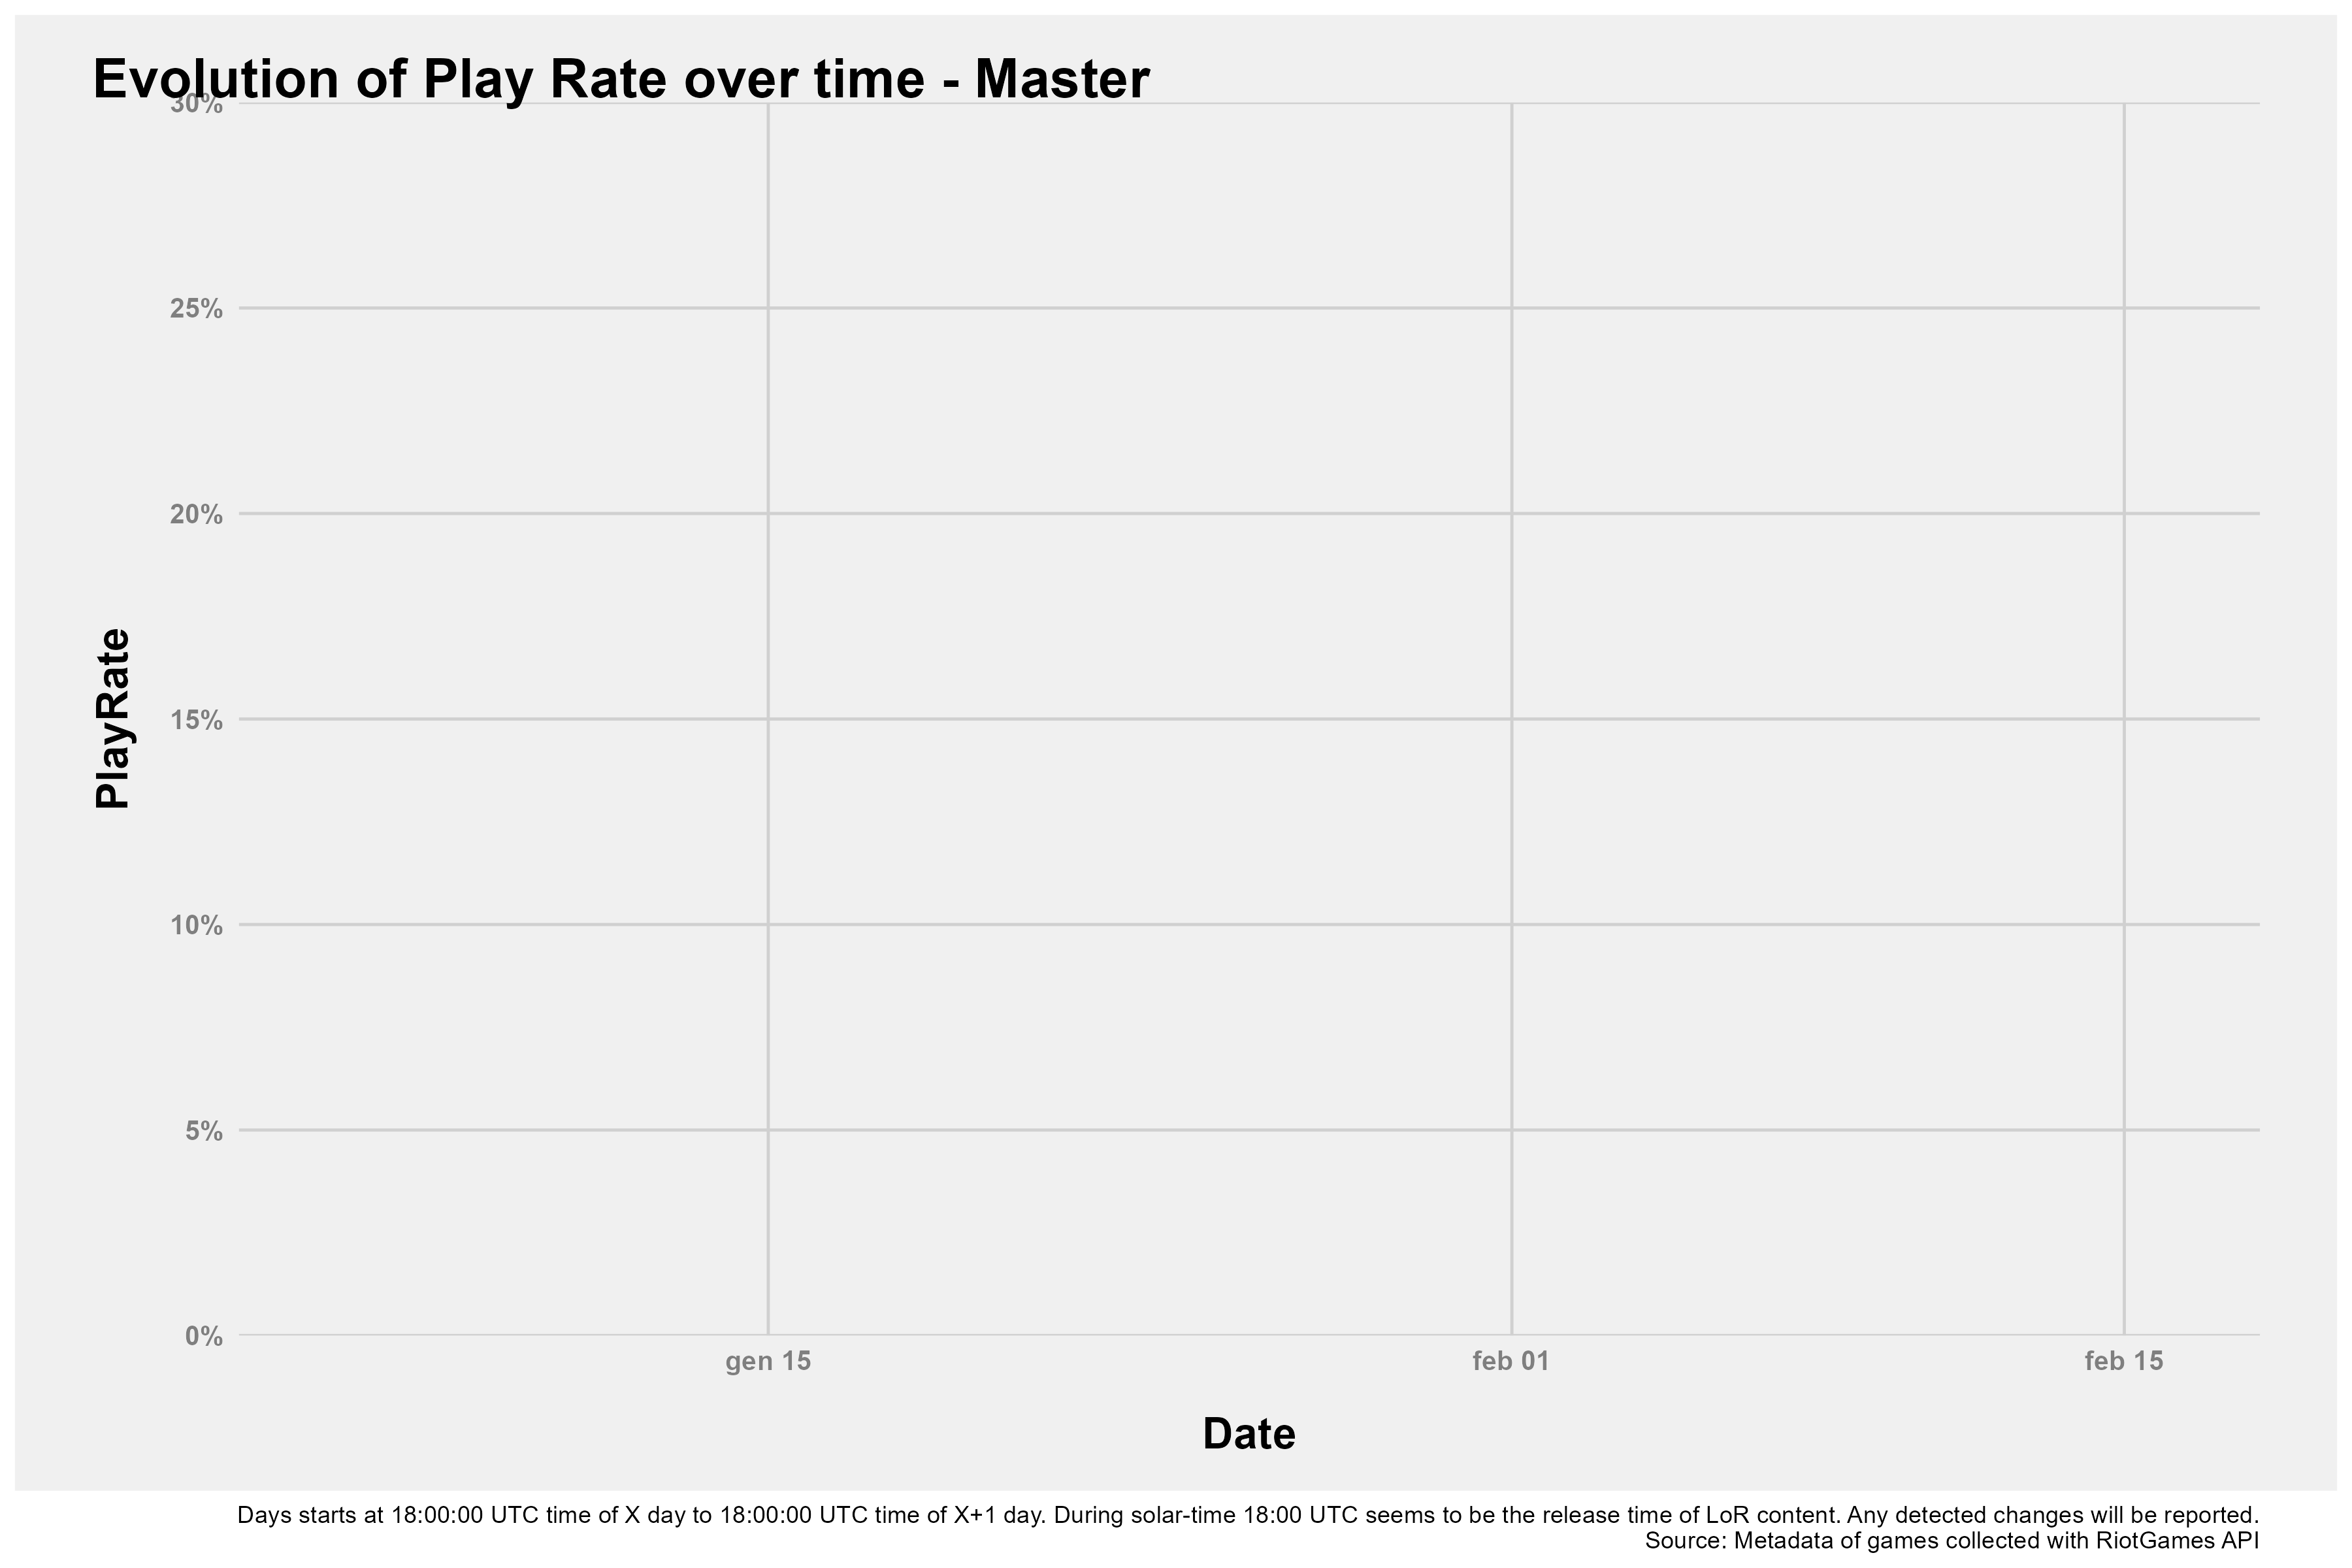 Evolution of Play Rate over time - Master
30%
25%
20%
15%
10%
5%
0%
PlayRate
gen 15
feb 01
feb 15
Date
Days starts at 18:00:00 UTC time of X day to 18:00:00 UTC time of X+1 day. During solar-time 18:00 UTC seems to be the release time of LoR content. Any detected changes will be reported.
Source: Metadata of games collected with RiotGames API